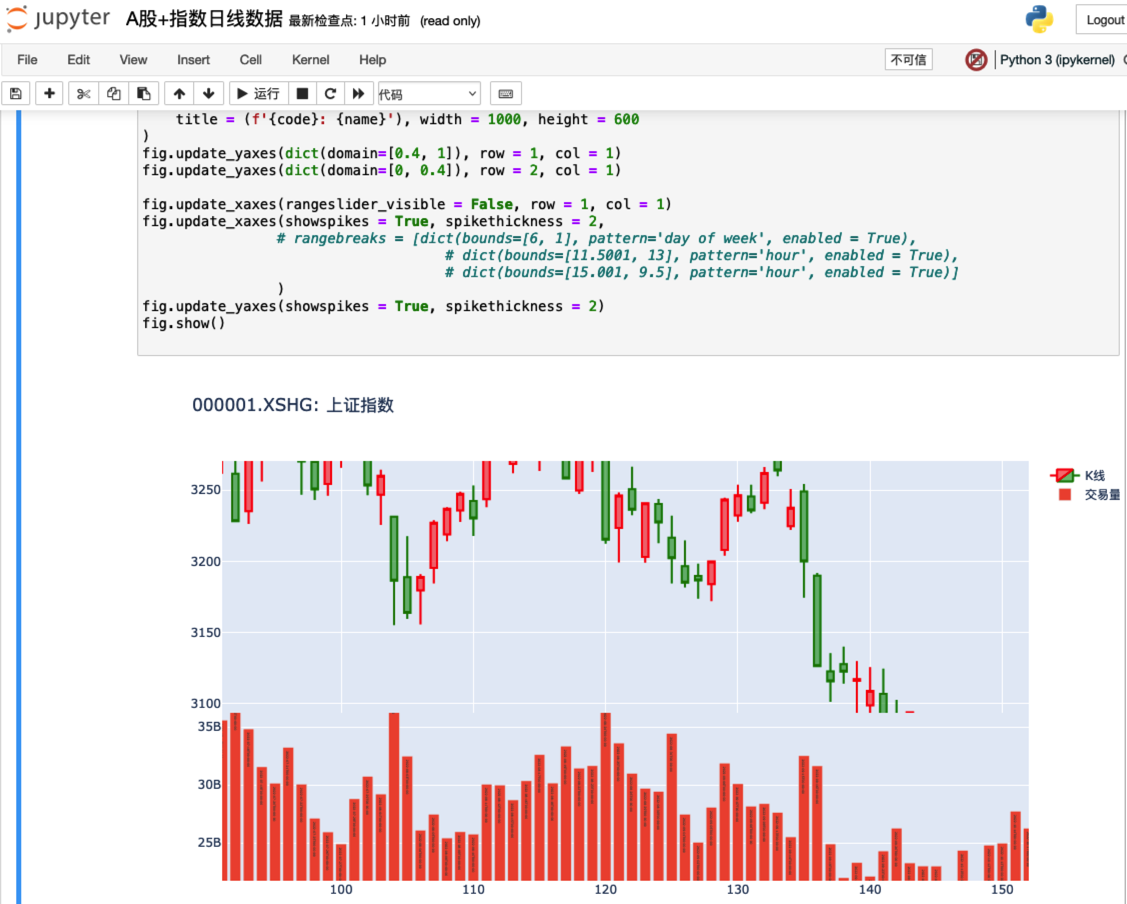 jupyter A股+指数日线数据 最新检查点: 1 小时前 (read only)
Logout
File Edit View Insert Cell Kernel Help
不可信 Python 3 (ipykernel)
运行 代码
title = (f'{code}: {name}'), width = 1000, height = 600
)
fig.update_yaxes(dict(domain=[0.4, 1]), row = 1, col = 1)
fig.update_yaxes(dict(domain=[0, 0.4]), row = 2, col = 1)
fig.update_xaxes(rangeslider_visible = False, row = 1, col = 1)
fig.update_xaxes(showspikes = True, spikethickness = 2,
# rangebreaks = [dict(bounds=[6, 1], pattern='day of week', enabled = True),
# dict(bounds=[11.5001, 13], pattern='hour', enabled = True),
# dict(bounds=[15.001, 9.5], pattern='hour', enabled = True)]
)
fig.update_yaxes(showspikes = True, spikethickness = 2)
fig.show()
000001.XSHG: 上证指数
K线
交易量
3250
3200
3150
3100
35B
30B
25B
100 110 120 130 140 150